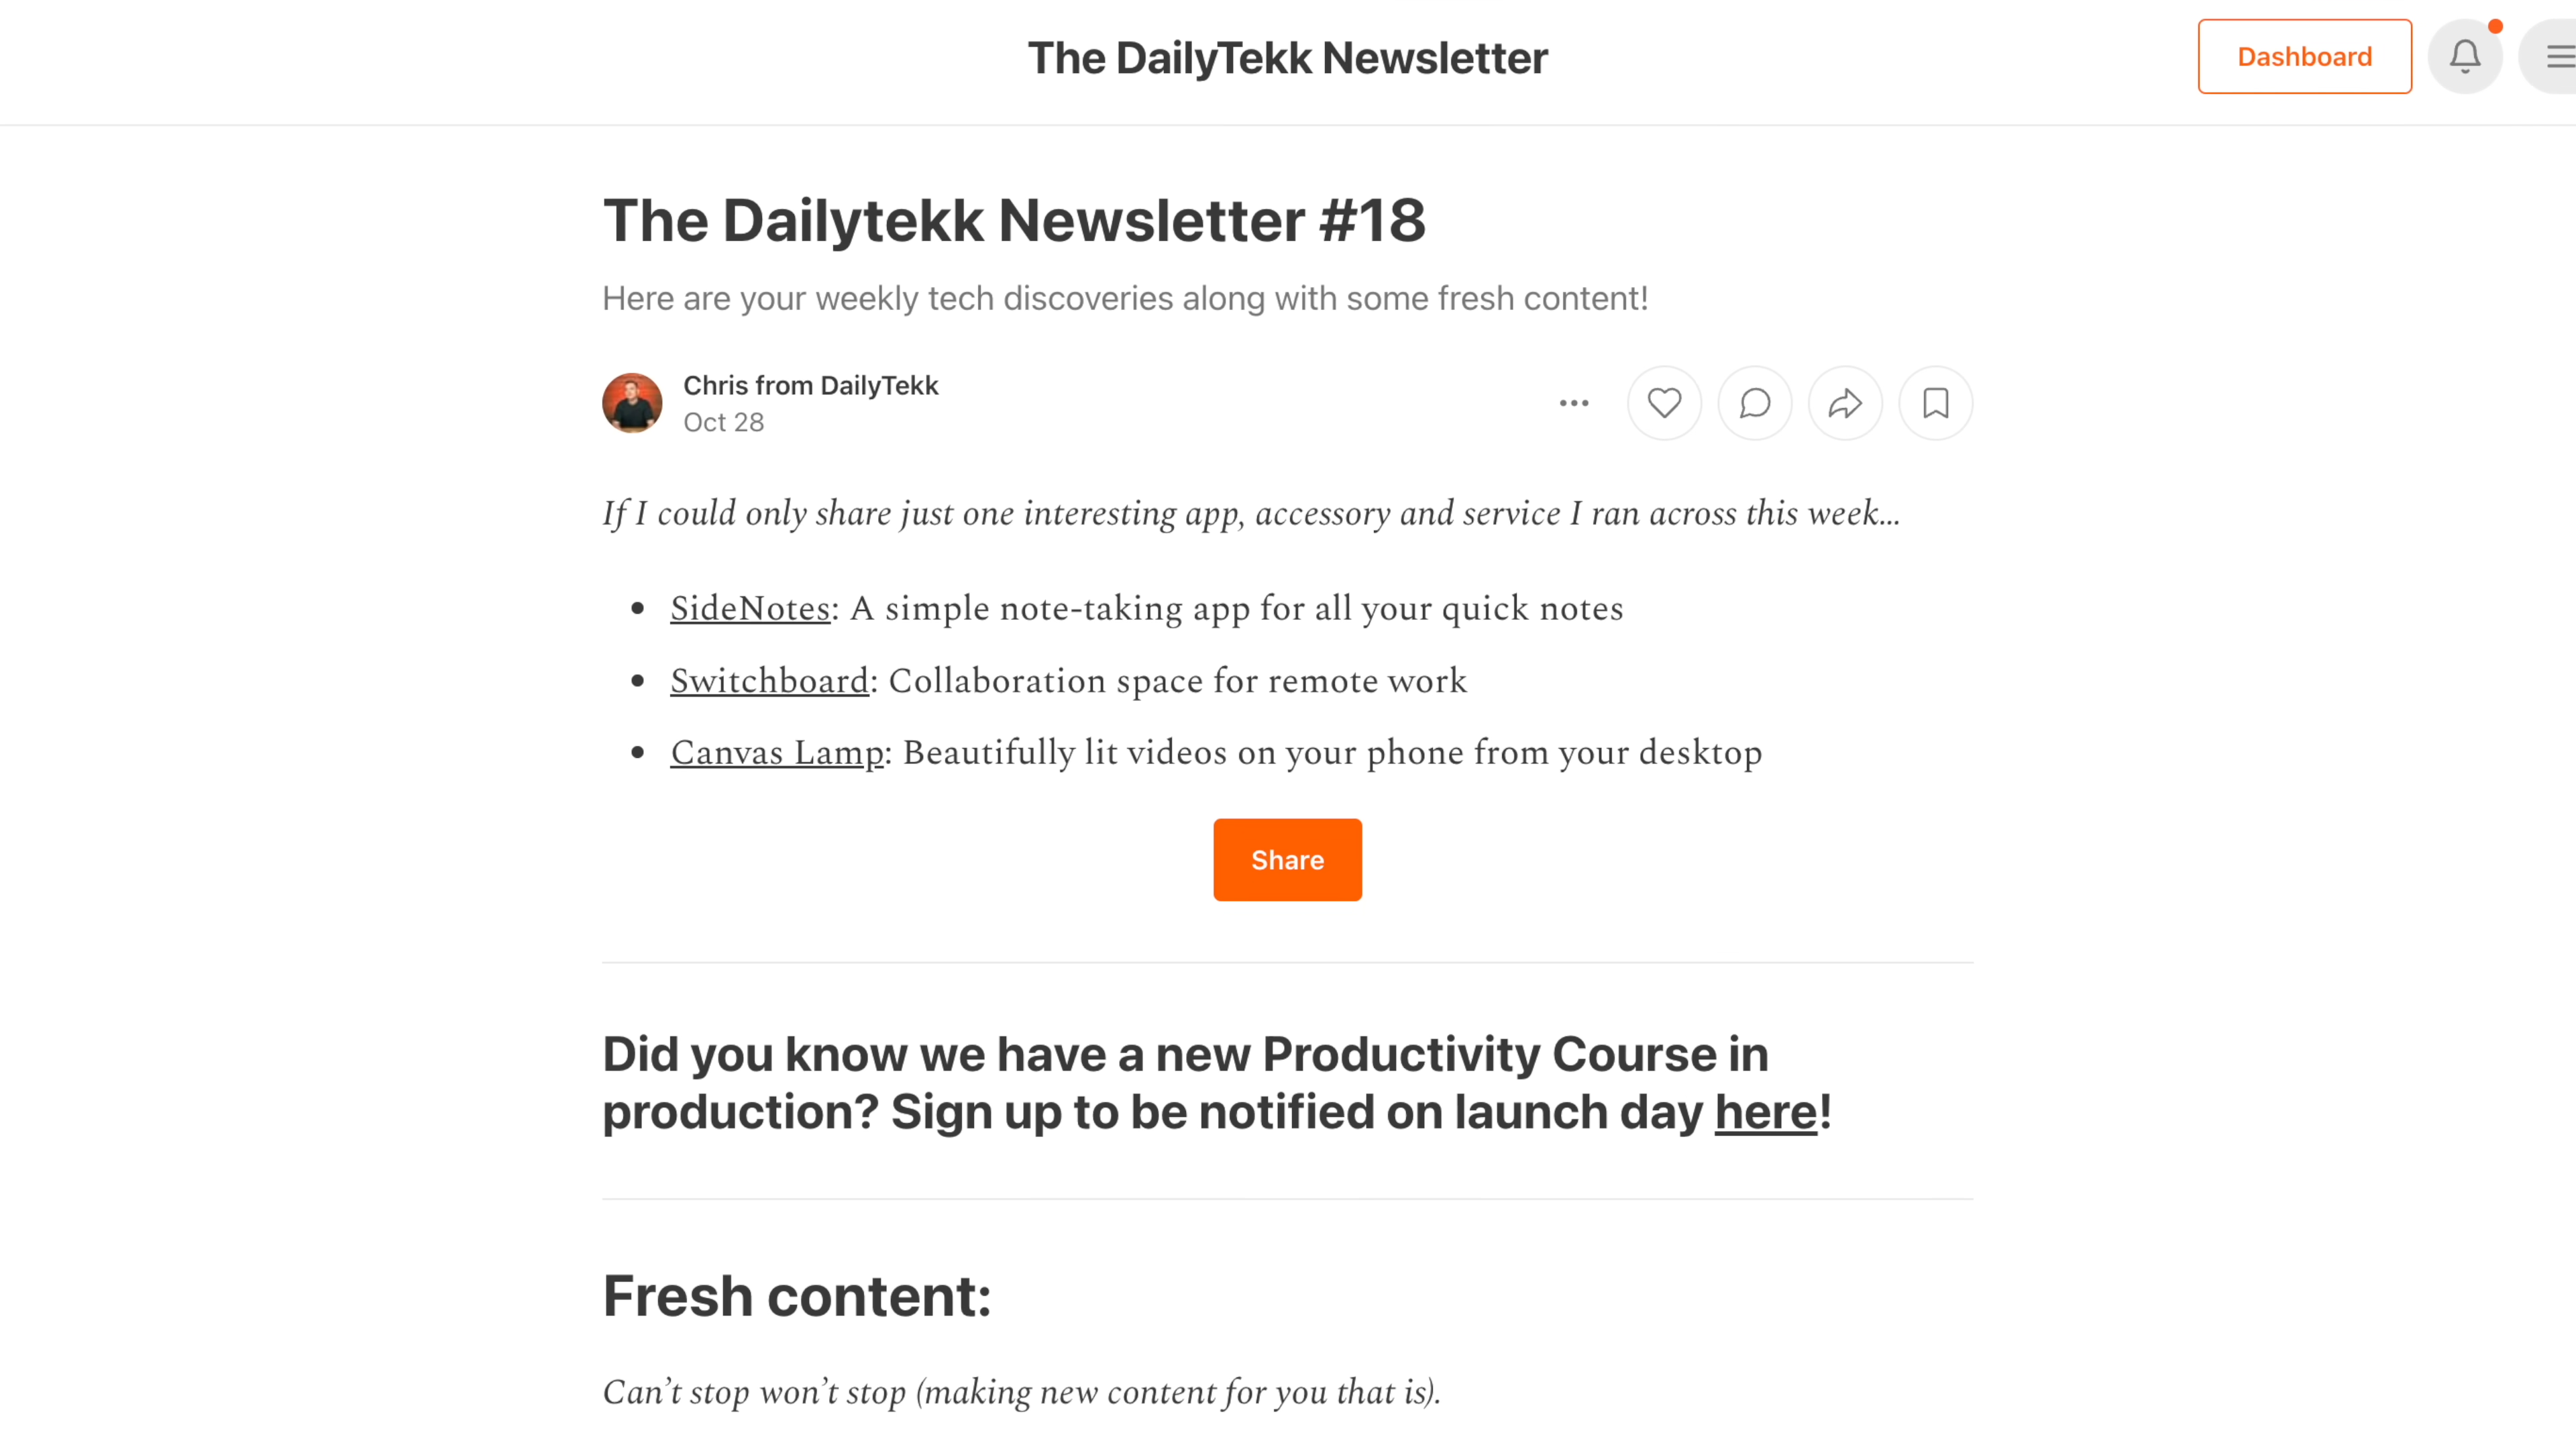 The DailyTekk Newsletter
Dashboard
The Dailytekk Newsletter #18
Here are your weekly tech discoveries along with some fresh content!
Chris from DailyTekk
Oct 28
If I could only share just one interesting app, accessory and service I ran across this week...
SideNotes: A simple note-taking app for all your quick notes
Switchboard: Collaboration space for remote work
Canvas Lamp: Beautifully lit videos on your phone from your desktop
Share
Did you know we have a new Productivity Course in
production? Sign up to be notified on launch day here!
Fresh content:
Can’t stop won’t stop (making new content for you that is).